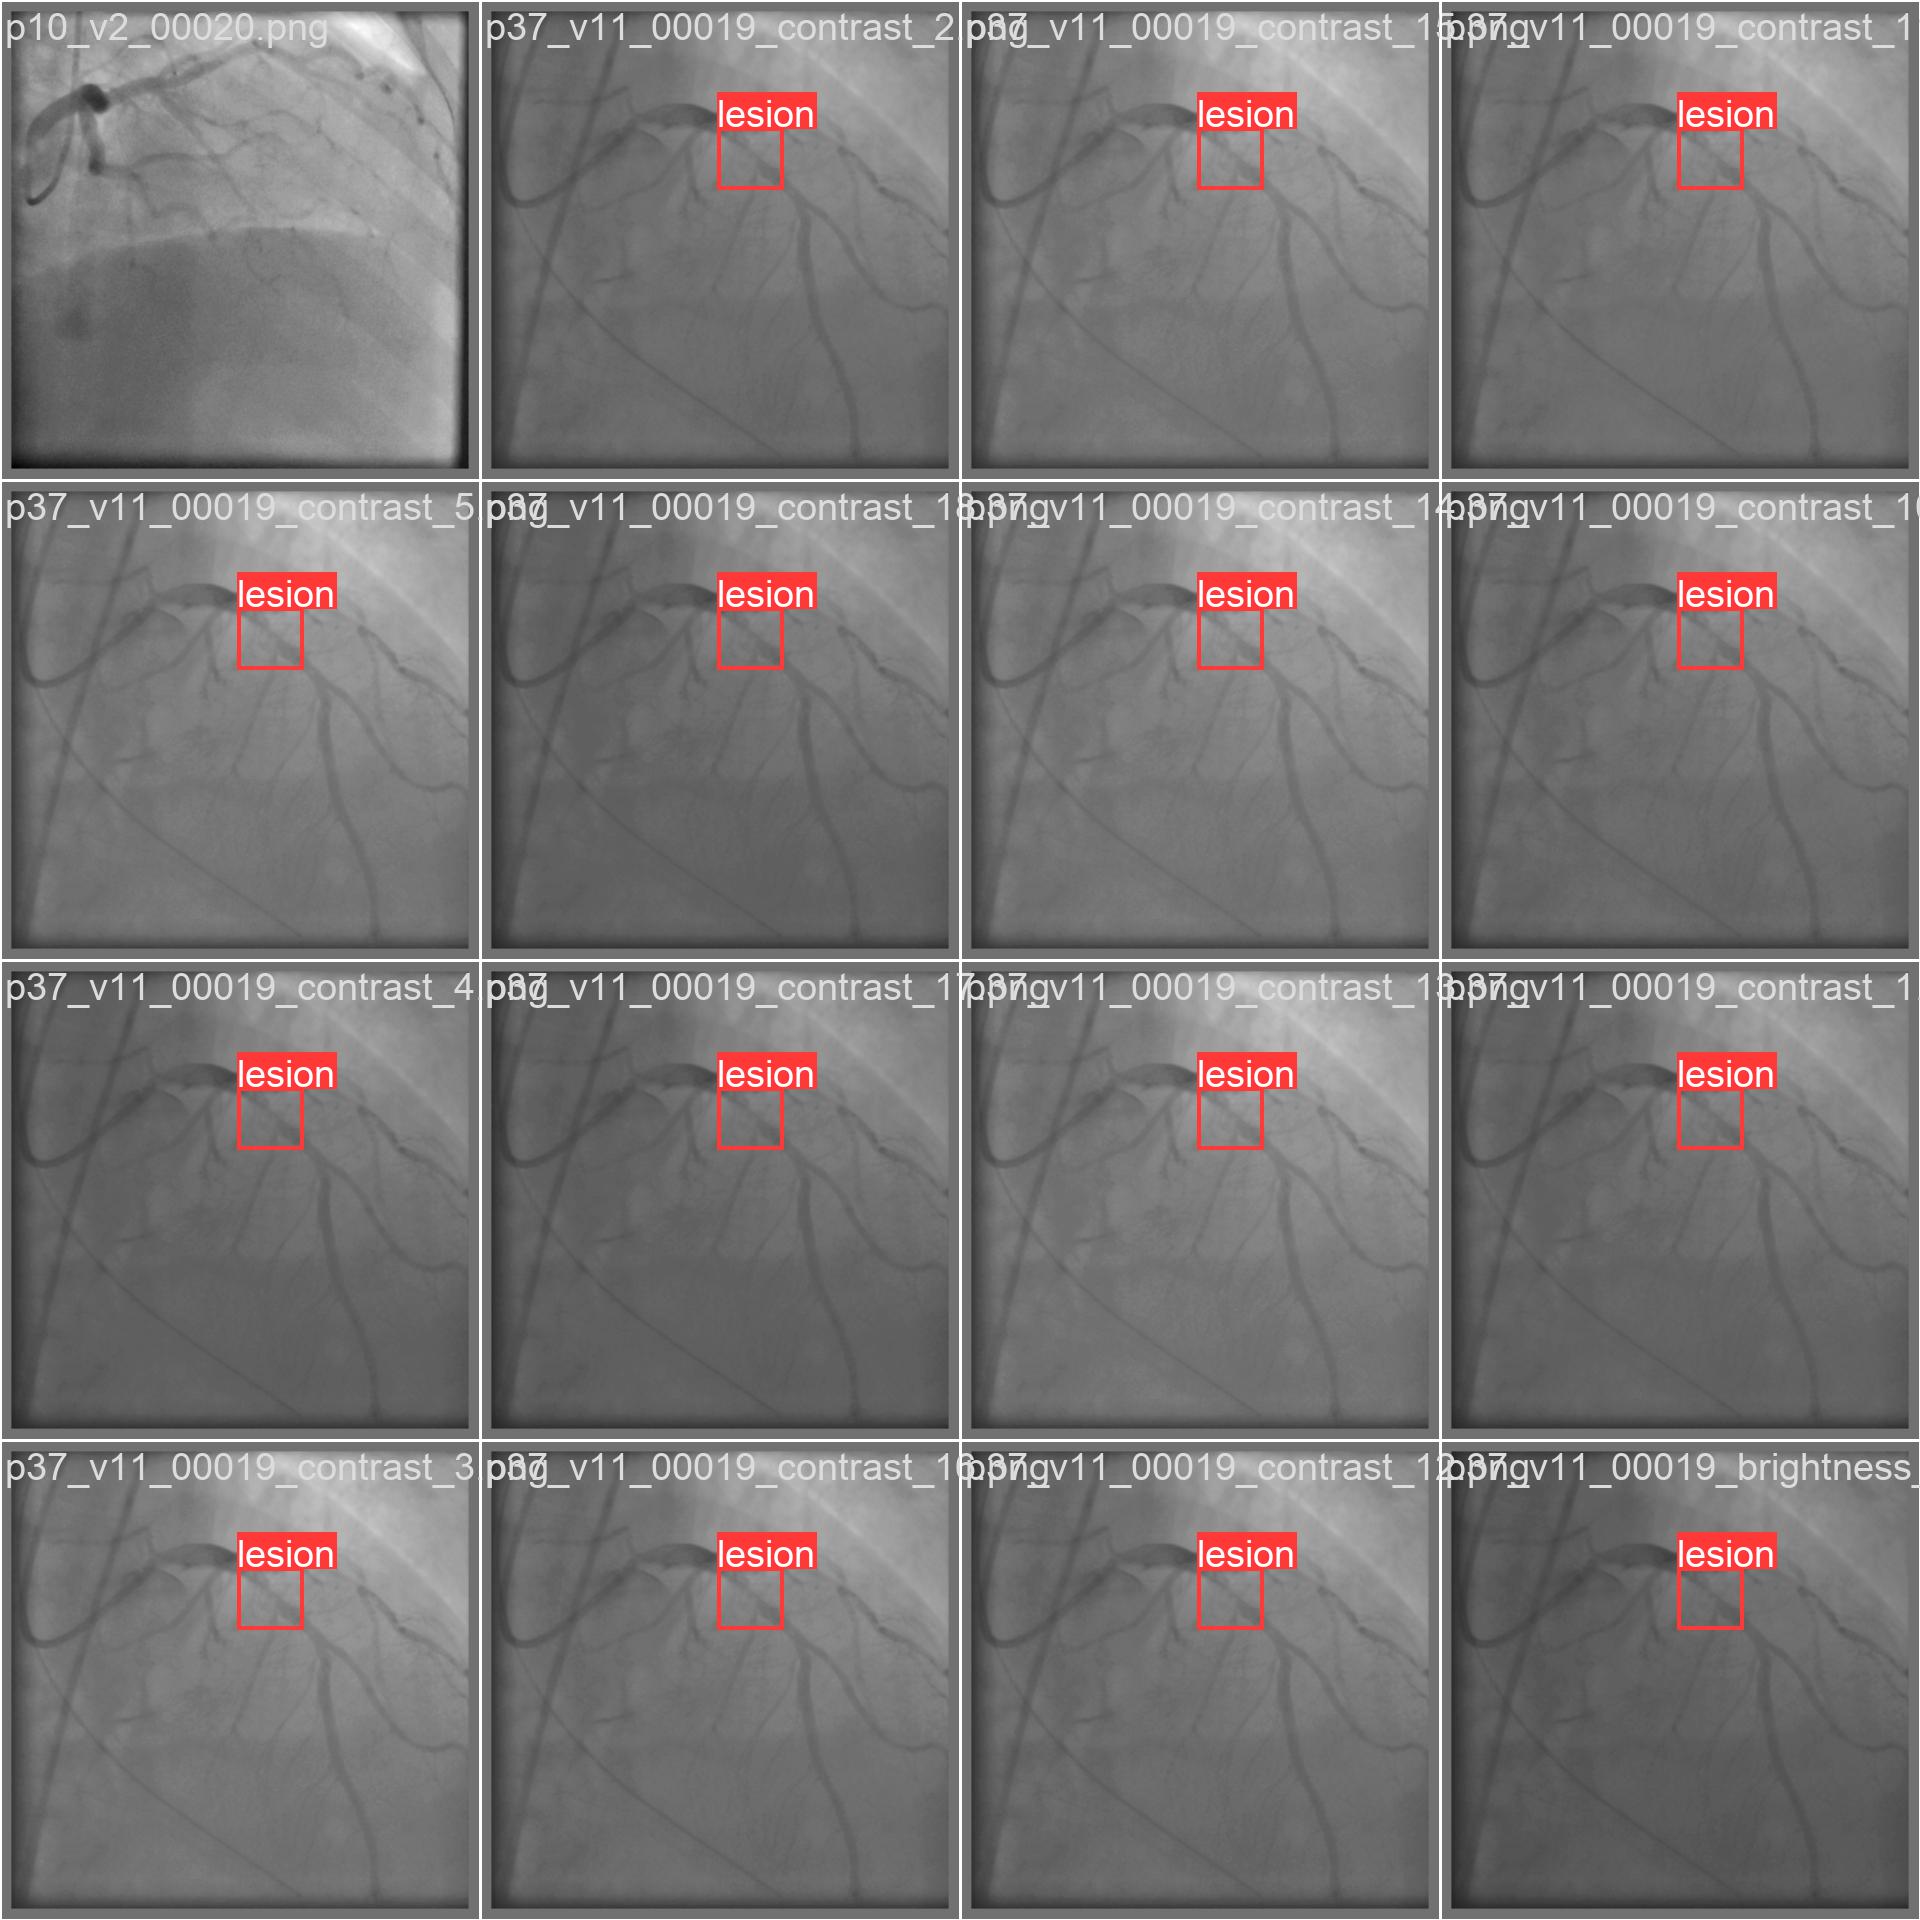 p10_v2_00020.png p37_v11_00019_contrast_2.png p37_v11_00019_contrast_15.png p37_v11_00019_contrast_1
lesion lesion lesion
p37_v11_00019_contrast_5.png p37_v11_00019_contrast_18.png p37_v11_00019_contrast_14.png p37_v11_00019_contrast_10
lesion lesion lesion lesion
p37_v11_00019_contrast_4.png p37_v11_00019_contrast_17.png p37_v11_00019_contrast_13.png p37_v11_00019_contrast_1.
lesion lesion lesion lesion
p37_v11_00019_contrast_3.png p37_v11_00019_contrast_16.png p37_v11_00019_contrast_12.png p37_v11_00019_brightness_
lesion lesion lesion lesion